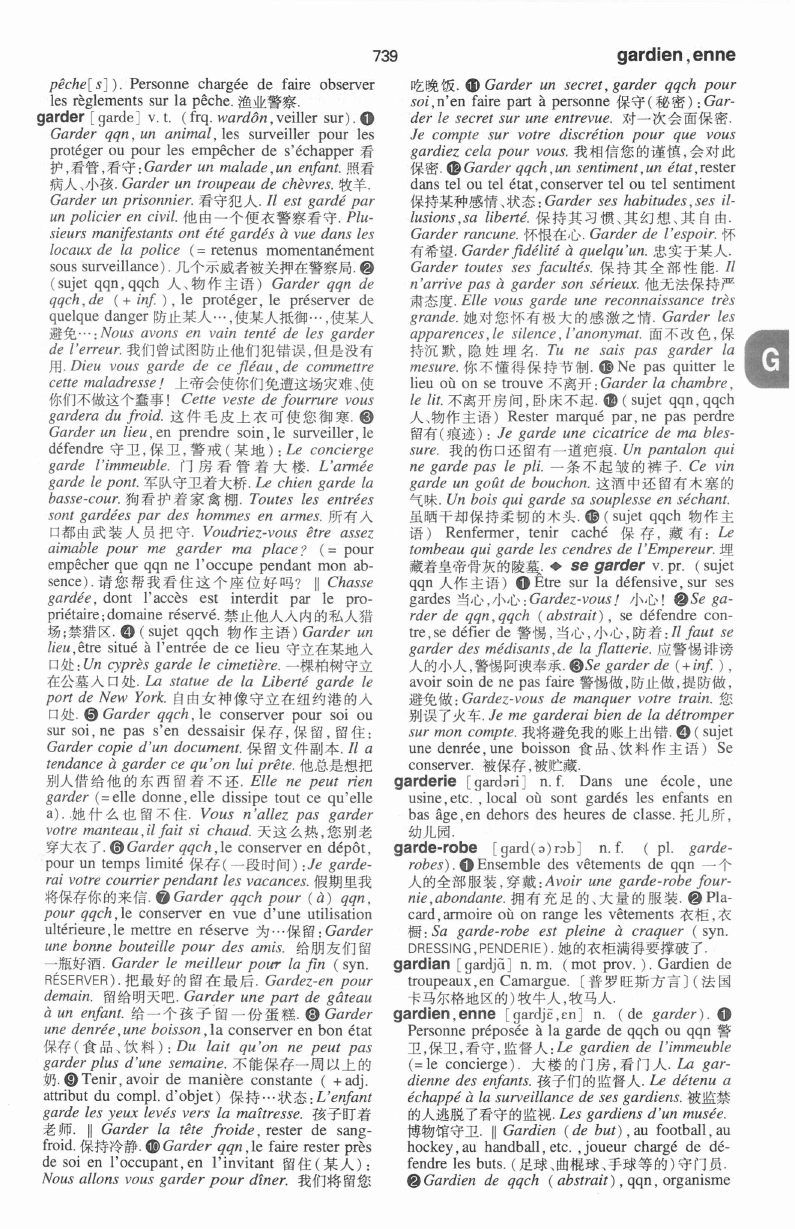 739
gardien,enne
pêche[s]). Personne chargée de faire observer
les règlements sur la pêche. 渔业警察.
garder [garde] v. t. (frq. wardôn,veiller sur). ❶
Garder qqn, un animal, les surveiller pour les
protéger ou pour les empêcher de s'échapper 看
护,看管,看守:Garder un malade,un enfant. 照看
病人、小孩. Garder un troupeau de chèvres. 牧羊.
Garder un prisonnier. 看守犯人. Il est gardé par
un policier en civil. 他由一个便衣警察看守. Plu-
sieurs manifestants ont été gardés à vue dans les
locaux de la police (= retenus momentanément
sous surveillance). 几个示威者被关押在警察局. ❷
(sujet qqn, qqch 人、物作主语) Garder qqn de
qqch,de (+ inf.), le protéger, le préserver de
quelque danger 防止某人…,使某人抵御…,使某人
避免…:Nous avons en vain tenté de les garder
de l'erreur. 我们曾试图防止他们犯错误,但是没有
用. Dieu vous garde de ce fléau, de commettre
cette maladresse! 上帝会使你们免遭这场灾难、使
你们不做这个蠢事! Cette veste de fourrure vous
gardera du froid. 这件毛皮上衣可使您御寒. ❸
Garder un lieu, en prendre soin, le surveiller, le
défendre 守卫,保卫,警戒(某地): Le concierge
garde l'immeuble. 门房看管着大楼. L'armée
garde le pont. 军队守卫着大桥. Le chien garde la
basse-cour. 狗看护着家禽棚. Toutes les entrées
sont gardées par des hommes en armes. 所有入
口都由武装人员把守. Voudriez-vous être assez
aimable pour me garder ma place? (= pour
empêcher que qqn ne l'occupe pendant mon ab-
sence). 请您帮我看住这个座位好吗? ‖ Chasse
gardée, dont l'accès est interdit par le pro-
priétaire;domaine réservé. 禁止他人入内的私人猎
场;禁猎区. ❹ (sujet qqch 物作主语) Garder un
lieu,être situé à l'entrée de ce lieu 守立在某地入
口处:Un cyprès garde le cimetière. 一棵柏树守立
在公墓入口处. La statue de la Liberté garde le
port de New York. 自由女神像守立在纽约港的入
口处. ❺ Garder qqch, le conserver pour soi ou
sur soi, ne pas s'en dessaisir 保存,保留,留住:
Garder copie d'un document. 保留文件副本. Il a
tendance à garder ce qu'on lui prête. 他总是想把
别人借给他的东西留着不还. Elle ne peut rien
garder (=elle donne,elle dissipe tout ce qu'elle
a). 她什么也留不住. Vous n'allez pas garder
votre manteau,il fait si chaud. 天这么热,您别老
穿大衣了. ❻ Garder qqch, le conserver en dépôt,
pour un temps limité 保存(一段时间):Je garde-
rai votre courrier pendant les vacances. 假期里我
将保存你的来信. ❼ Garder qqch pour (à) qqn,
pour qqch, le conserver en vue d'une utilisation
ultérieure, le mettre en réserve 为…保留:Garder
une bonne bouteille pour des amis. 给朋友们留
一瓶好酒. Garder le meilleur pour la fin (syn.
RÉSERVER). 把最好的留在最后. Gardez-en pour
demain. 留给明天吧. Garder une part de gâteau
à un enfant. 给一个孩子留一份蛋糕. ❽ Garder
une denrée,une boisson,la conserver en bon état
保存(食品、饮料): Du lait qu'on ne peut pas
garder plus d'une semaine. 不能保存一周以上的
奶. ❾ Tenir, avoir de manière constante (+adj.
attribut du compl. d'objet) 保持…状态:L'enfant
garde les yeux levés vers la maîtresse. 孩子盯着
老师. ‖ Garder la tête froide, rester de sang-
froid. 保持冷静. ❿ Garder qqn, le faire rester près
de soi en l'occupant, en l'invitant 留住(某人):
Nous allons vous garder pour dîner. 我们将留您
吃晚饭. ⓫ Garder un secret,garder qqch pour
soi,n'en faire part à personne 保守(秘密):Gar-
der le secret sur une entrevue. 对一次会面保密.
Je compte sur votre discrétion pour que vous
gardiez cela pour vous. 我相信您的谨慎,会对此
保密. ⓬ Garder qqch,un sentiment,un état,rester
dans tel ou tel état,conserver tel ou tel sentiment
保持某种感情、状态:Garder ses habitudes,ses il-
lusions,sa liberté. 保持其习惯、其幻想、其自由.
Garder rancune. 怀恨在心. Garder de l'espoir. 怀
有希望. Garder fidélité à quelqu'un. 忠实于某人.
Garder toutes ses facultés. 保持其全部性能. Il
n'arrive pas à garder son sérieux. 他无法保持严
肃态度. Elle vous garde une reconnaissance très
grande. 她对您怀有极大的感激之情. Garder les
apparences,le silence,l'anonymat. 面不改色,保
持沉默, 隐姓埋名. Tu ne sais pas garder la
mesure. 你不懂得保持节制. ⓭ Ne pas quitter le
lieu où on se trouve 不离开:Garder la chambre,
le lit. 不离开房间,卧床不起. ⓮ (sujet qqn, qqch
人、物作主语) Rester marqué par, ne pas perdre
留有(痕迹): Je garde une cicatrice de ma bles-
sure. 我的伤口还留有一道疤痕. Un pantalon qui
ne garde pas le pli. 一条不起皱的裤子. Ce vin
garde un goût de bouchon. 这酒中还留有木塞的
气味. Un bois qui garde sa souplesse en séchant.
虽晒干却保持柔韧的木头. ⓯ (sujet qqch 物作主
语) Renfermer, tenir caché 保存, 藏有: Le
tombeau qui garde les cendres de l'Empereur. 埋
藏着皇帝骨灰的陵墓. ◆ se garder v. pr. (sujet
qqn 人作主语) ❶ Être sur la défensive, sur ses
gardes 当心,小心:Gardez-vous! 小心! ❷ Se ga-
rder de qqn,qqch (abstrait), se défendre con-
tre,se défier de 警惕,当心,小心,防着:Il faut se
garder des médisants,de la flatterie. 应警惕诽谤
人的小人,警惕阿谀奉承. ❸Se garder de (+inf.),
avoir soin de ne pas faire 警惕做,防止做,提防做,
避免做:Gardez-vous de manquer votre train. 您
别误了火车. Je me garderai bien de la détromper
sur mon compte. 我将避免我的账上出错. ❹ (sujet
une denrée,une boisson 食品、饮料作主语) Se
conserver. 被保存,被贮藏.
garderie [gardəri] n. f. Dans une école, une
usine,etc., local où sont gardés les enfants en
bas âge,en dehors des heures de classe. 托儿所,
幼儿园.
garde-robe [gard(ə)rɔb] n. f. ( pl. garde-
robes). ❶ Ensemble des vêtements de qqn 一个
人的全部服装,穿戴:Avoir une garde-robe four-
nie,abondante. 拥有充足的、大量的服装. ❷ Pla-
card,armoire où on range les vêtements 衣柜,衣
橱: Sa garde-robe est pleine à craquer (syn.
DRESSING,PENDERIE). 她的衣柜满得要撑破了.
gardian [gardjã] n. m. (mot prov.). Gardien de
troupeaux,en Camargue. [普罗旺斯方言](法国
卡马尔格地区的)牧牛人,牧马人.
gardien,enne [gardjɛ̃,ɛn] n. (de garder). ❶
Personne préposée à la garde de qqch ou qqn 警
卫,保卫,看守,监督人:Le gardien de l'immeuble
(= le concierge). 大楼的门房,看门人. La gar-
dienne des enfants. 孩子们的监督人. Le détenu a
échappé à la surveillance de ses gardiens. 被监禁
的人逃脱了看守的监视. Les gardiens d'un musée.
博物馆守卫. ‖ Gardien (de but), au football, au
hockey, au handball, etc., joueur chargé de dé-
fendre les buts. (足球、曲棍球、手球等的)守门员.
❷ Gardien de qqch (abstrait), qqn, organisme
G